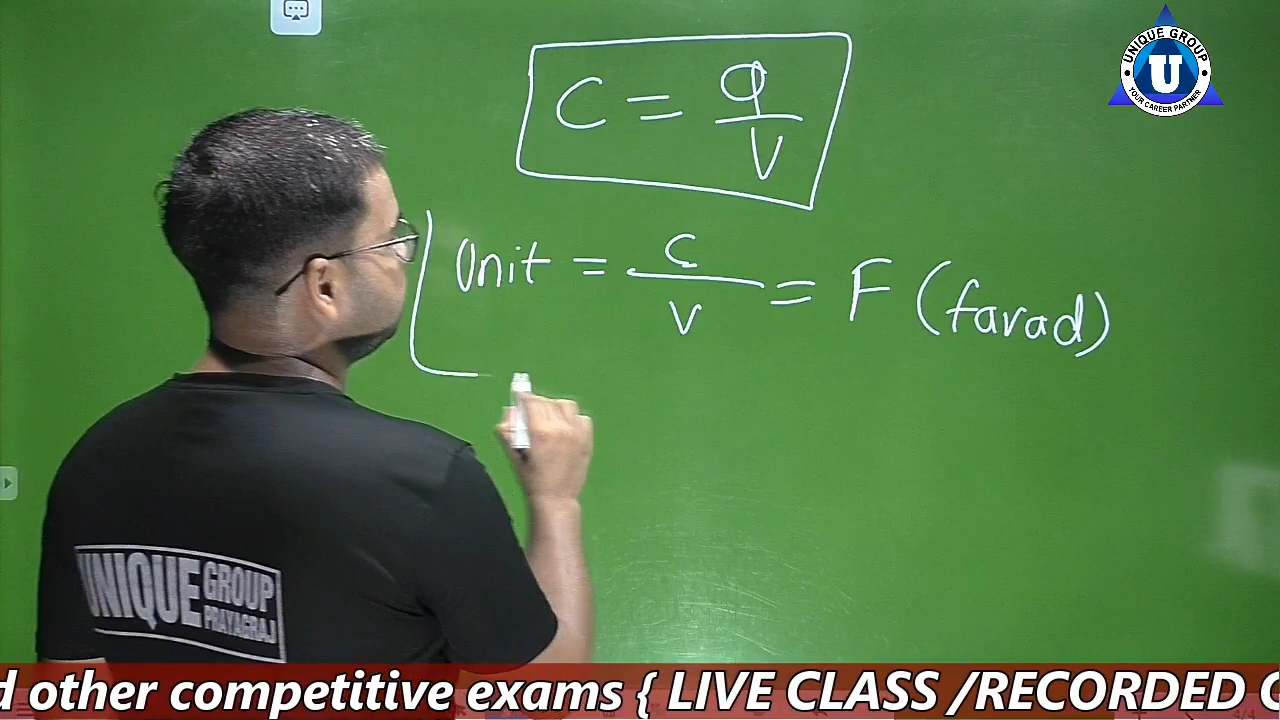 UNIQUE GROUP
U
YOUR CAREER PARTNER
C = q/V
Unit = C/V = F (farad)
UNIQUE GROUP
PRAYAGRAJ
d other competitive exams { LIVE CLASS /RECORDED